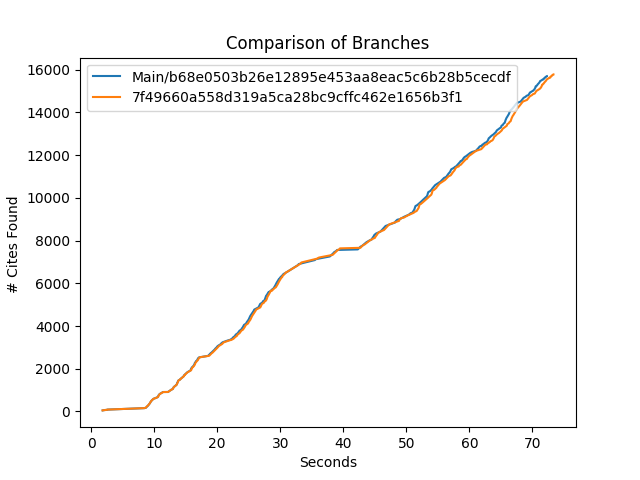 Comparison of Branches
Main/b68e0503b26e12895e453aa8eac5c6b28b5cecdf
7f49660a558d319a5ca28bc9cffc462e1656b3f1
# Cites Found
16000
14000
12000
10000
8000
6000
4000
2000
0
0 10 20 30 40 50 60 70
Seconds